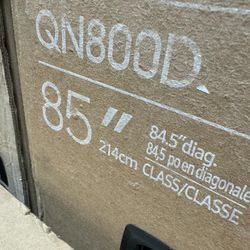 QN800D
85"
214cm
84.5"diag.
84,5 po en diagonale
CLASS/CLASSE